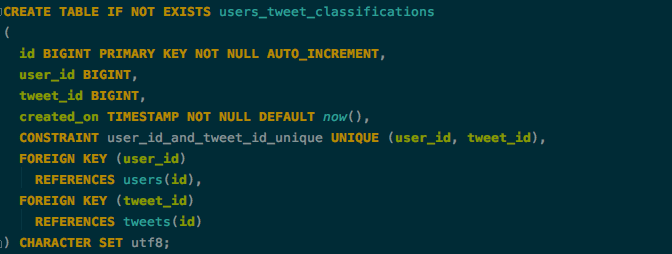 CREATE TABLE IF NOT EXISTS users_tweet_classifications
(
id BIGINT PRIMARY KEY NOT NULL AUTO_INCREMENT,
user_id BIGINT,
tweet_id BIGINT,
created_on TIMESTAMP NOT NULL DEFAULT now(),
CONSTRAINT user_id_and_tweet_id_unique UNIQUE (user_id, tweet_id),
FOREIGN KEY (user_id)
REFERENCES users(id),
FOREIGN KEY (tweet_id)
REFERENCES tweets(id)
) CHARACTER SET utf8;